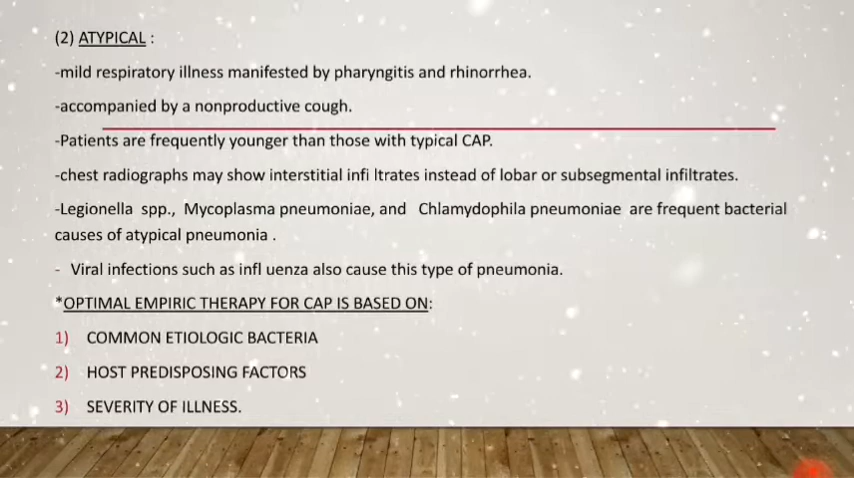 (2) ATYPICAL :
-mild respiratory illness manifested by pharyngitis and rhinorrhea.
-accompanied by a nonproductive cough.
-Patients are frequently younger than those with typical CAP.
-chest radiographs may show interstitial infi ltrates instead of lobar or subsegmental infiltrates.
-Legionella spp., Mycoplasma pneumoniae, and Chlamydophila pneumoniae are frequent bacterial
causes of atypical pneumonia .
- Viral infections such as infl uenza also cause this type of pneumonia.
*OPTIMAL EMPIRIC THERAPY FOR CAP IS BASED ON:
1) COMMON ETIOLOGIC BACTERIA
2) HOST PREDISPOSING FACTORS
3) SEVERITY OF ILLNESS.